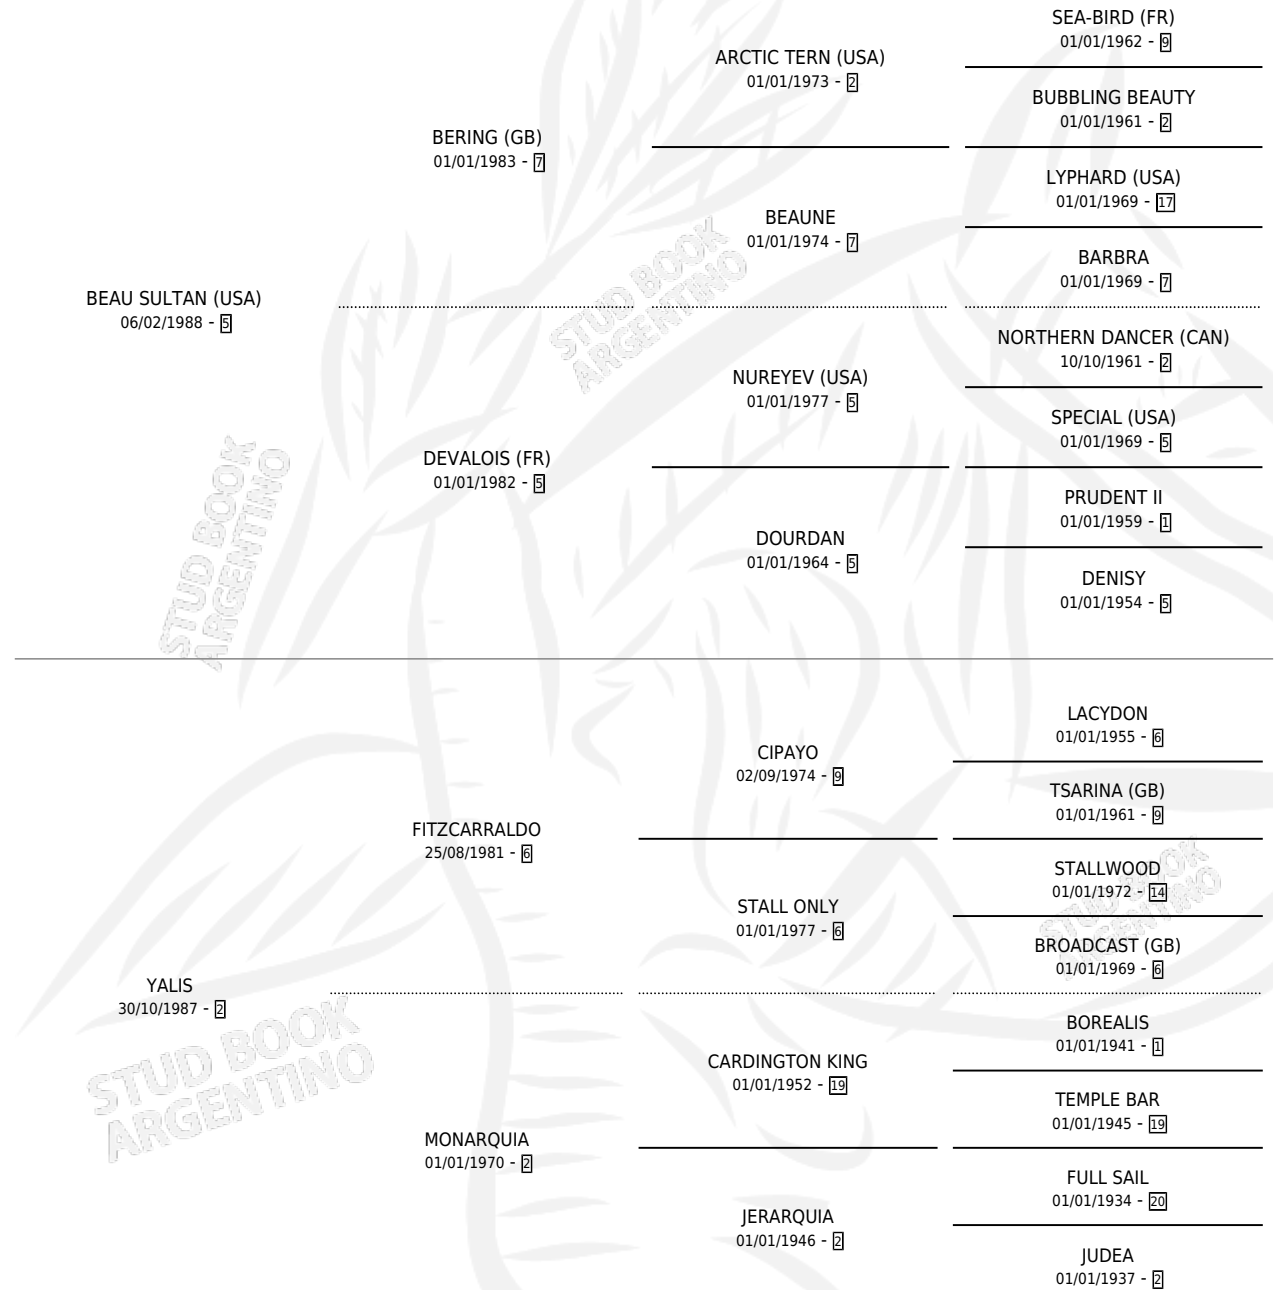 SEA-BIRD (FR)
01/01/1962 - 9
ARCTIC TERN (USA)
01/01/1973 - 2
BUBBLING BEAUTY
01/01/1961 - 2
BERING (GB)
01/01/1983 - 7
LYPHARD (USA)
01/01/1969 - 17
BEAUNE
01/01/1974 - 7
BARBRA
01/01/1969 - 7
BEAU SULTAN (USA)
06/02/1988 - 5
NORTHERN DANCER (CAN)
10/10/1961 - 2
NUREYEV (USA)
01/01/1977 - 5
SPECIAL (USA)
01/01/1969 - 5
DEVALOIS (FR)
01/01/1982 - 5
PRUDENT II
01/01/1959 - 1
DOURDAN
01/01/1964 - 5
DENISY
01/01/1954 - 5
LACYDON
01/01/1955 - 6
CIPAYO
02/09/1974 - 9
TSARINA (GB)
01/01/1961 - 9
FITZCARRALDO
25/08/1981 - 6
STALLWOOD
01/01/1972 - 14
STALL ONLY
01/01/1977 - 6
BROADCAST (GB)
01/01/1969 - 6
YALIS
30/10/1987 - 2
BOREALIS
01/01/1941 - 1
CARDINGTON KING
01/01/1952 - 19
TEMPLE BAR
01/01/1945 - 19
MONARQUIA
01/01/1970 - 2
FULL SAIL
01/01/1934 - 20
JERARQUIA
01/01/1946 - 2
JUDEA
01/01/1937 - 2
STUD BOOK
ARGENTINO
STUD BOOK
ARGENTINO
STUD BOOK
ARGENTINO
STUD BOOK
ARGENTINO